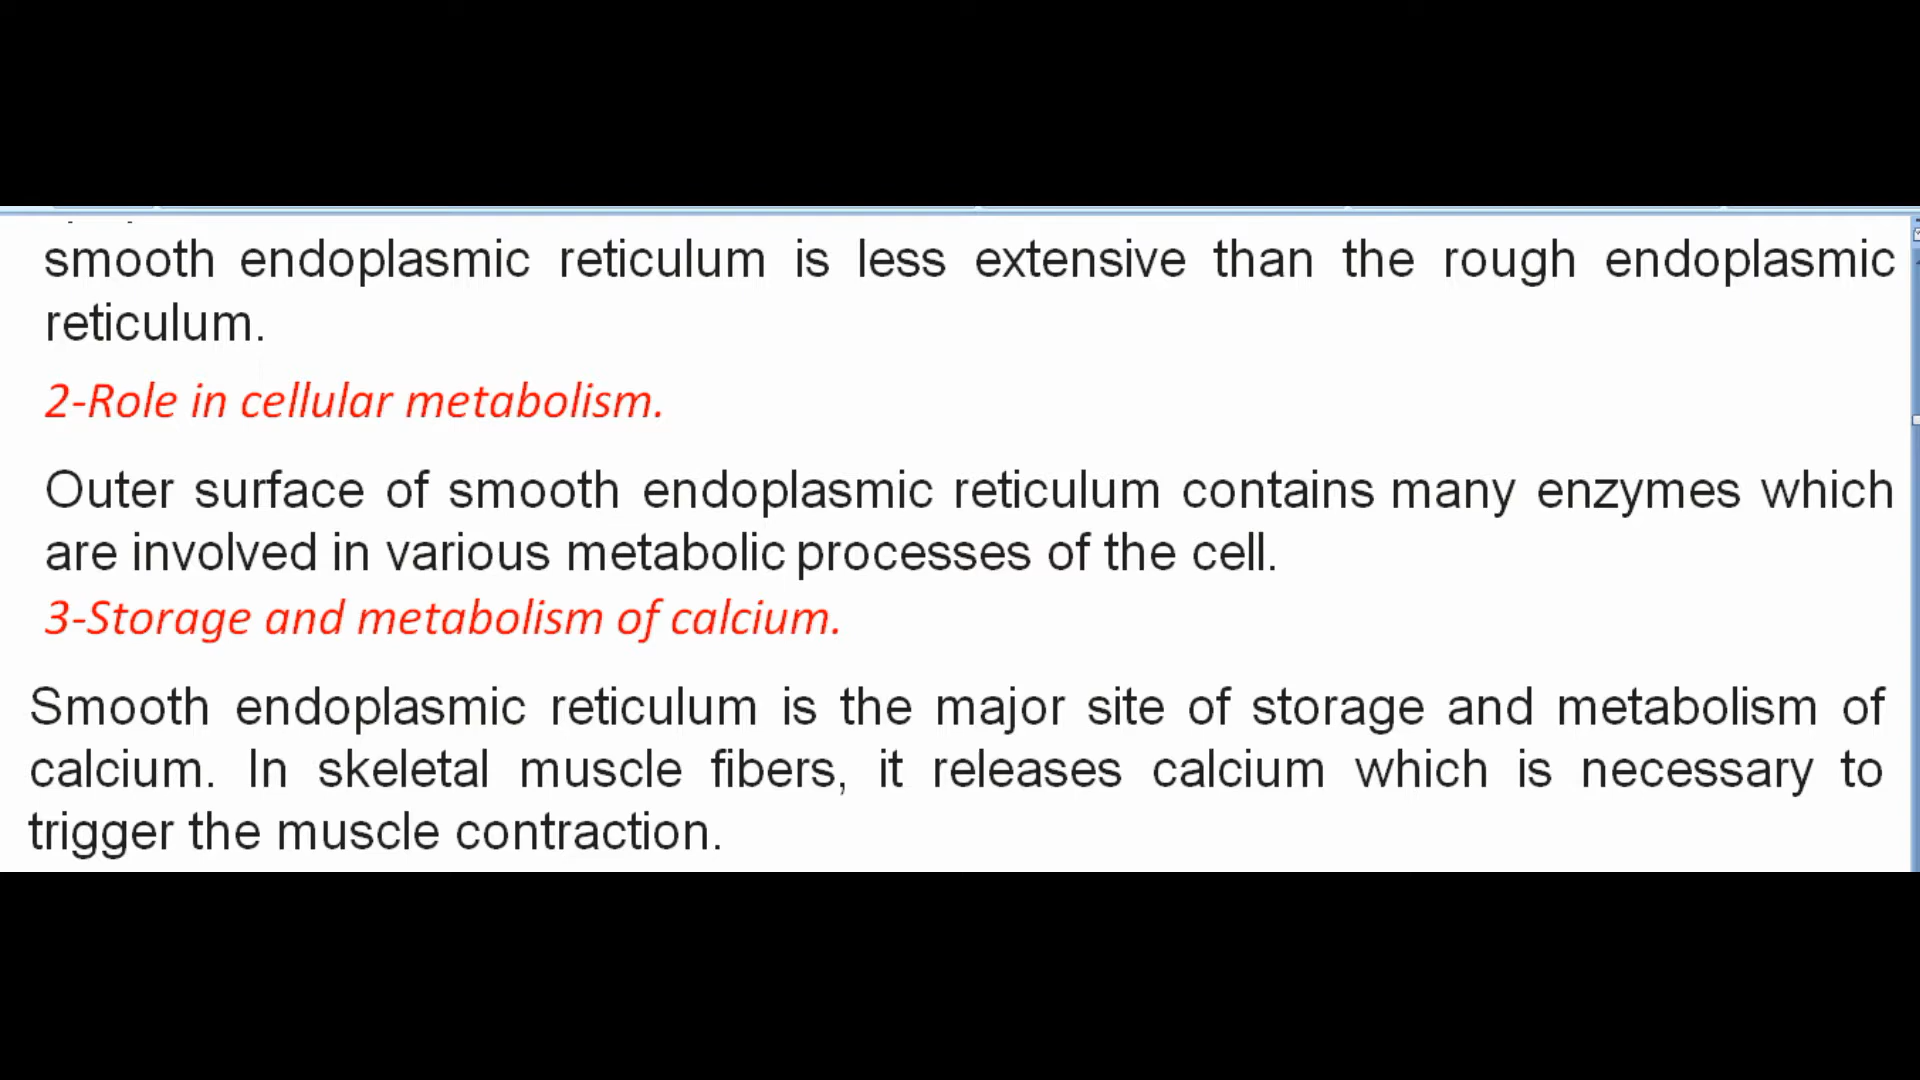 smooth endoplasmic reticulum is less extensive than the rough endoplasmic
reticulum.
2-Role in cellular metabolism.
Outer surface of smooth endoplasmic reticulum contains many enzymes which
are involved in various metabolic processes of the cell.
3-Storage and metabolism of calcium.
Smooth endoplasmic reticulum is the major site of storage and metabolism of
calcium. In skeletal muscle fibers, it releases calcium which is necessary to
trigger the muscle contraction.